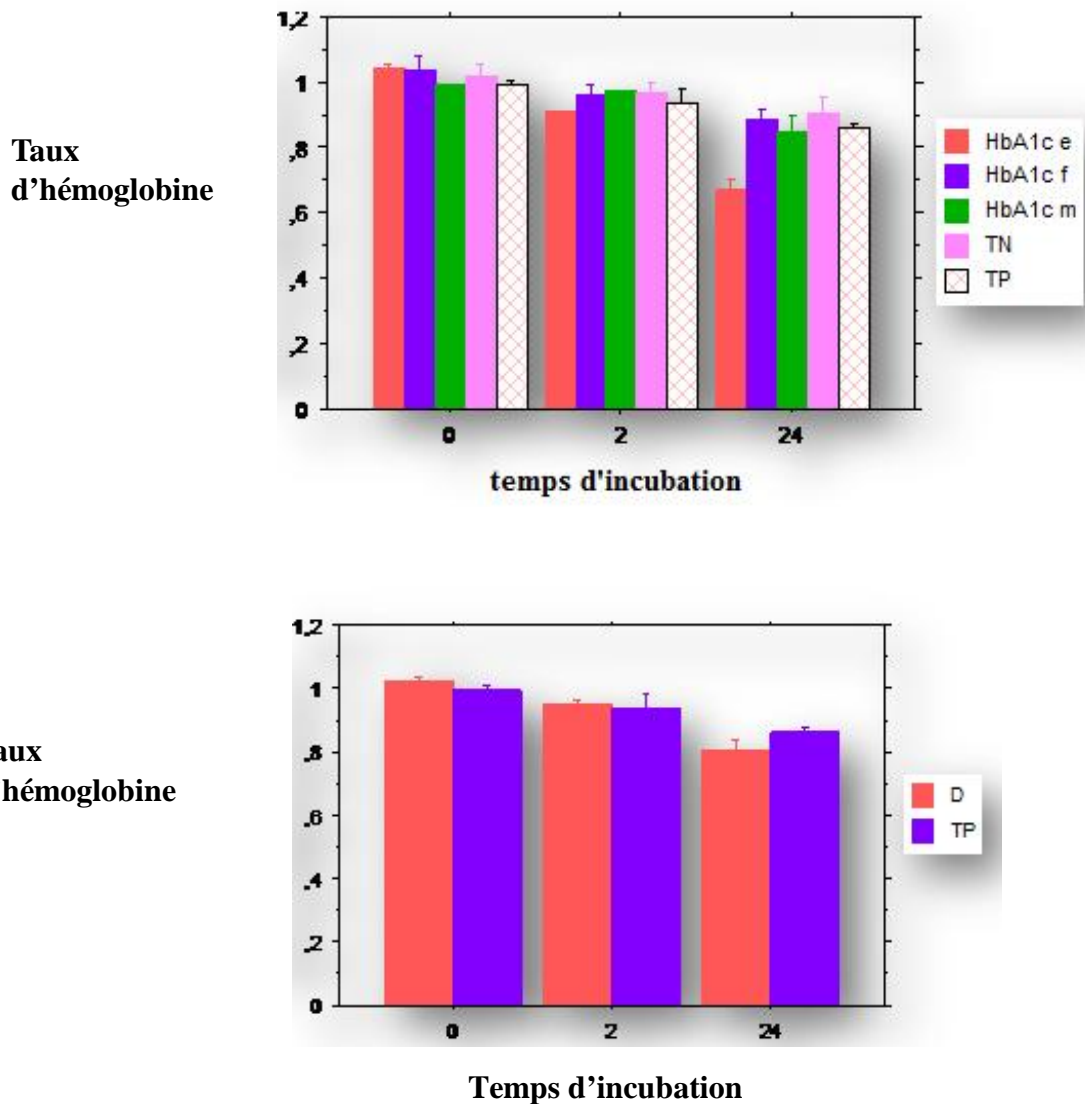 1,2
1
,8
,6
,4
,2
0
Taux
d’hémoglobine
0 2 24
temps d'incubation
HbA1c e
HbA1c f
HbA1c m
TN
TP
1,2
1
,8
,6
,4
,2
0
aux
hémoglobine
0 2 24
D
TP
Temps d’incubation